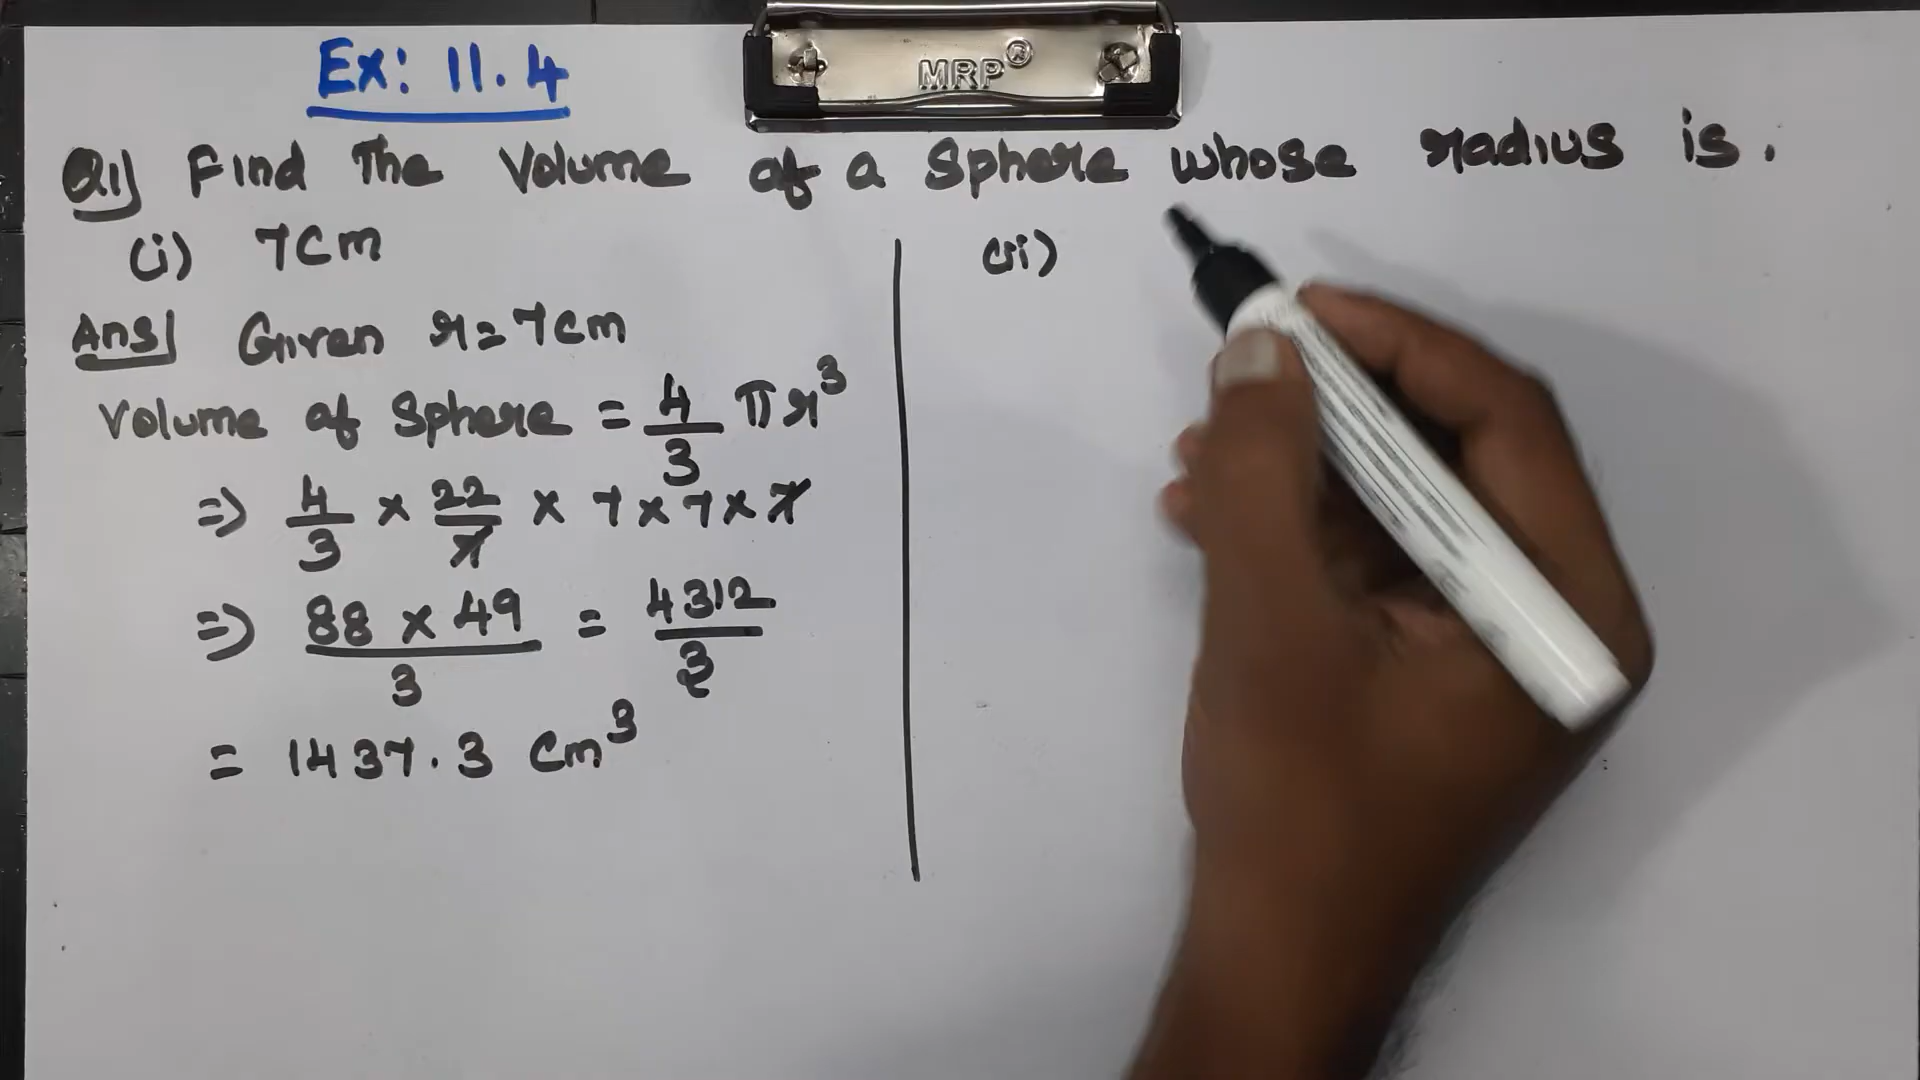 MRP®
Ex: 11.4
Q1) Find The Volume of a Sphere whose radius is.
(i) 7cm
Ans) Given r=7cm
Volume of Sphere = 4/3 πr³
⇒ 4/3 × 22/7 × 7×7×7
⇒ 88 × 49/3 = 4312/3
= 1437.3 Cm³
(ii)